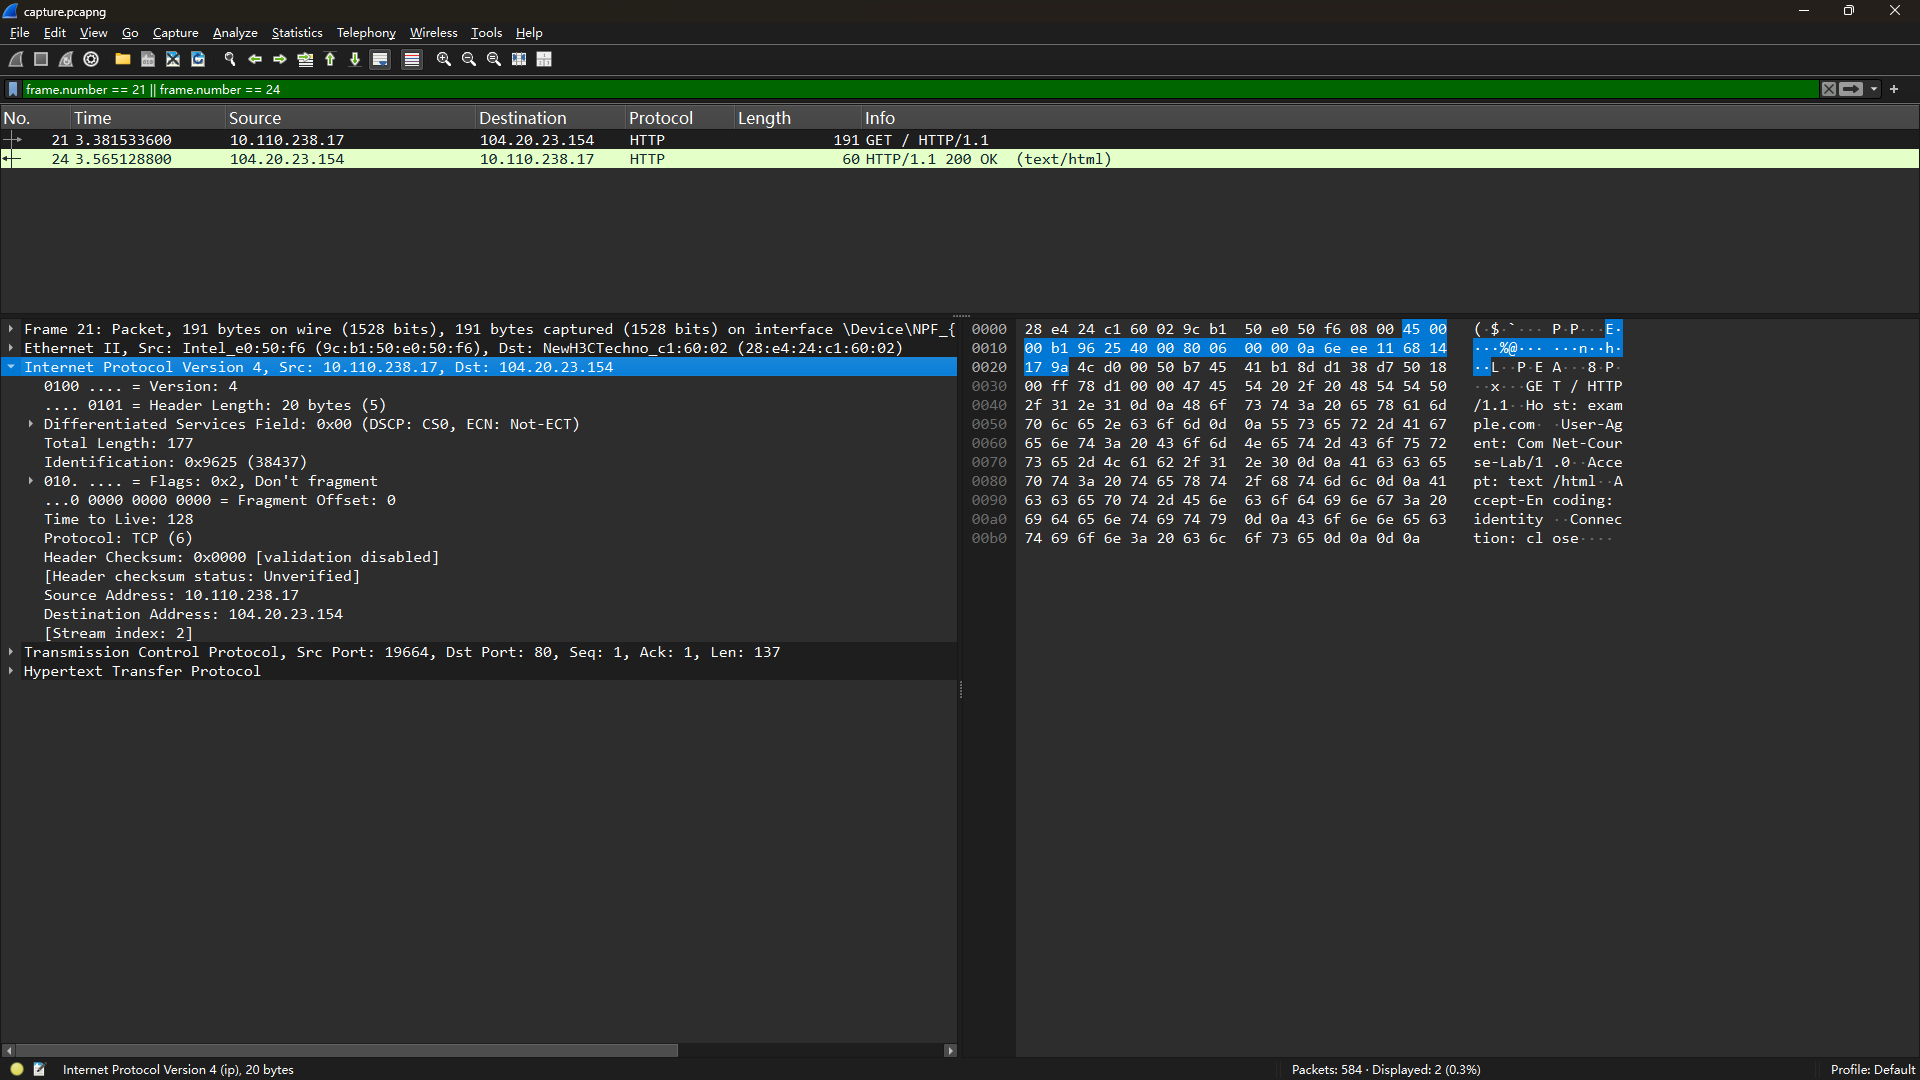 capture.pcapng
File Edit View Go Capture Analyze Statistics Telephony Wireless Tools Help
frame.number == 21 || frame.number == 24
No. Time Source Destination Protocol Length Info
21 3.381533600 10.110.238.17 104.20.23.154 HTTP 191 GET / HTTP/1.1
24 3.565128800 104.20.23.154 10.110.238.17 HTTP 60 HTTP/1.1 200 OK (text/html)
Frame 21: Packet, 191 bytes on wire (1528 bits), 191 bytes captured (1528 bits) on interface \Device\NPF_{
Ethernet II, Src: Intel_e0:50:f6 (9c:b1:50:e0:50:f6), Dst: NewH3CTechno_c1:60:02 (28:e4:24:c1:60:02)
Internet Protocol Version 4, Src: 10.110.238.17, Dst: 104.20.23.154
0100 .... = Version: 4
.... 0101 = Header Length: 20 bytes (5)
Differentiated Services Field: 0x00 (DSCP: CS0, ECN: Not-ECT)
Total Length: 177
Identification: 0x9625 (38437)
010. .... = Flags: 0x2, Don't fragment
...0 0000 0000 0000 = Fragment Offset: 0
Time to Live: 128
Protocol: TCP (6)
Header Checksum: 0x0000 [validation disabled]
[Header checksum status: Unverified]
Source Address: 10.110.238.17
Destination Address: 104.20.23.154
[Stream index: 2]
Transmission Control Protocol, Src Port: 19664, Dst Port: 80, Seq: 1, Ack: 1, Len: 137
Hypertext Transfer Protocol
0000 28 e4 24 c1 60 02 9c b1 50 e0 50 f6 08 00 45 00 (·$·`··· P·P···E·
0010 00 b1 96 25 40 00 80 06 00 00 0a 6e ee 11 68 14 ···%@··· ···n··h·
0020 17 9a 4c d0 00 50 b7 45 41 b1 8d d1 38 d7 50 18 ··L··P·E A···8·P·
0030 00 ff 78 d1 00 00 47 45 54 20 2f 20 48 54 54 50 ··x···GE T / HTTP
0040 2f 31 2e 31 0d 0a 48 6f 73 74 3a 20 65 78 61 6d /1.1··Ho st: exam
0050 70 6c 65 2e 63 6f 6d 0d 0a 55 73 65 72 2d 41 67 ple.com· ·User-Ag
0060 65 6e 74 3a 20 43 6f 6d 4e 65 74 2d 43 6f 75 72 ent: Com Net-Cour
0070 73 65 2d 4c 61 62 2f 31 2e 30 0d 0a 41 63 63 65 se-Lab/1 .0··Acce
0080 70 74 3a 20 74 65 78 74 2f 68 74 6d 6c 0d 0a 41 pt: text /html··A
0090 63 63 65 70 74 2d 45 6e 63 6f 64 69 6e 67 3a 20 ccept-En coding:
00a0 69 64 65 6e 74 69 74 79 0d 0a 43 6f 6e 6e 65 63 identity ··Connec
00b0 74 69 6f 6e 3a 20 63 6c 6f 73 65 0d 0a 0d 0a tion: cl ose····
Internet Protocol Version 4 (ip), 20 bytes
Packets: 584 · Displayed: 2 (0.3%)
Profile: Default